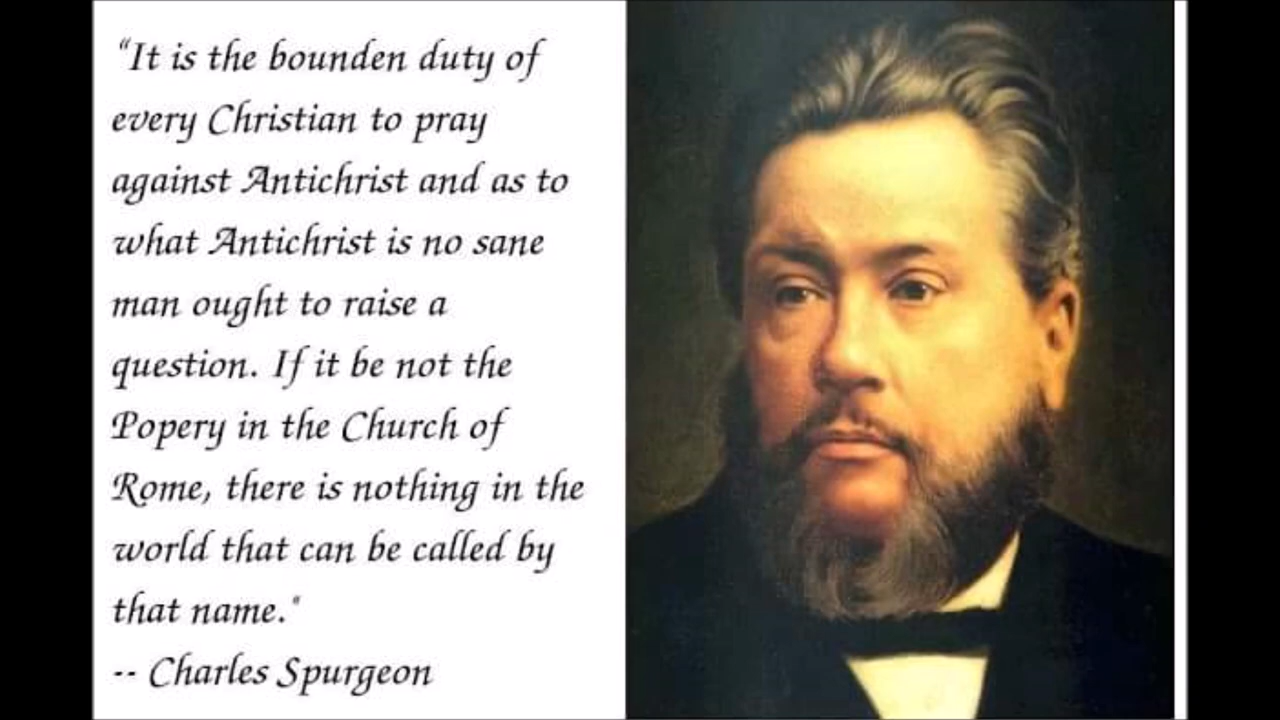 "It is the bounden duty of
every Christian to pray
against Antichrist and as to
what Antichrist is no sane
man ought to raise a
question. If it be not the
Popery in the Church of
Rome, there is nothing in the
world that can be called by
that name."
-- Charles Spurgeon